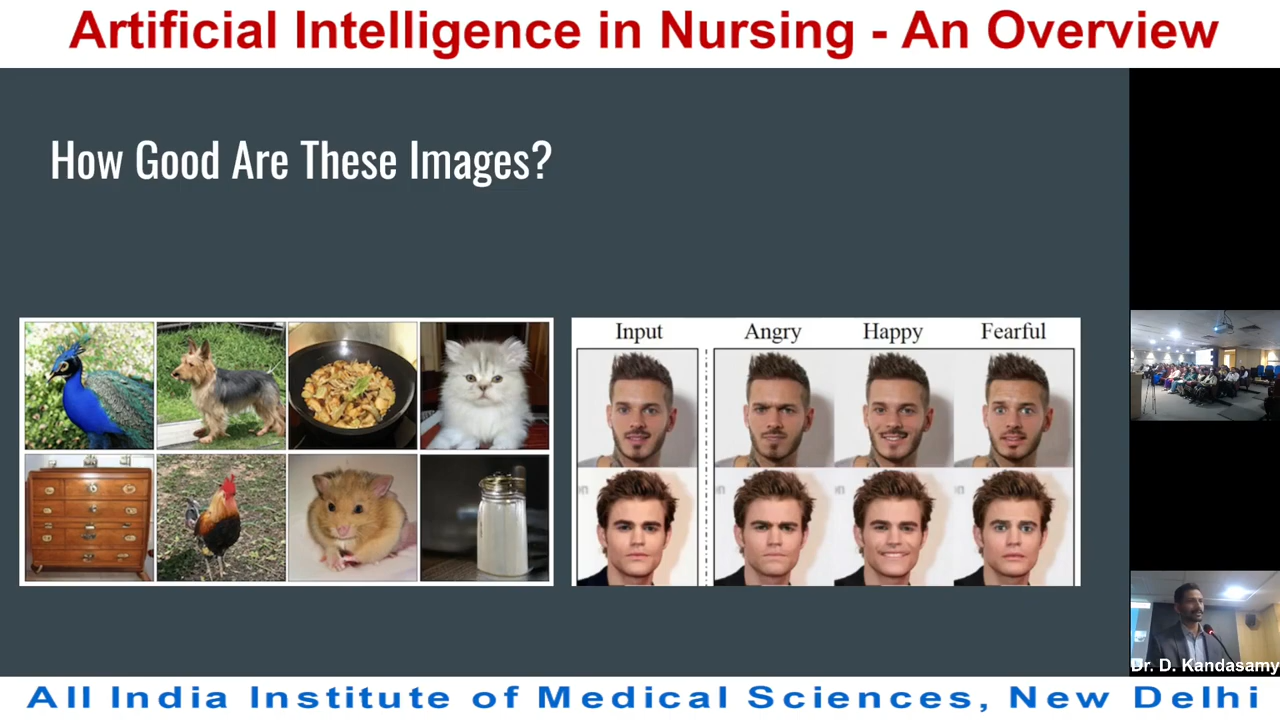 Artificial Intelligence in Nursing - An Overview
How Good Are These Images?
Input Angry Happy Fearful
Dr. D. Kandasamy
All India Institute of Medical Sciences, New Delhi